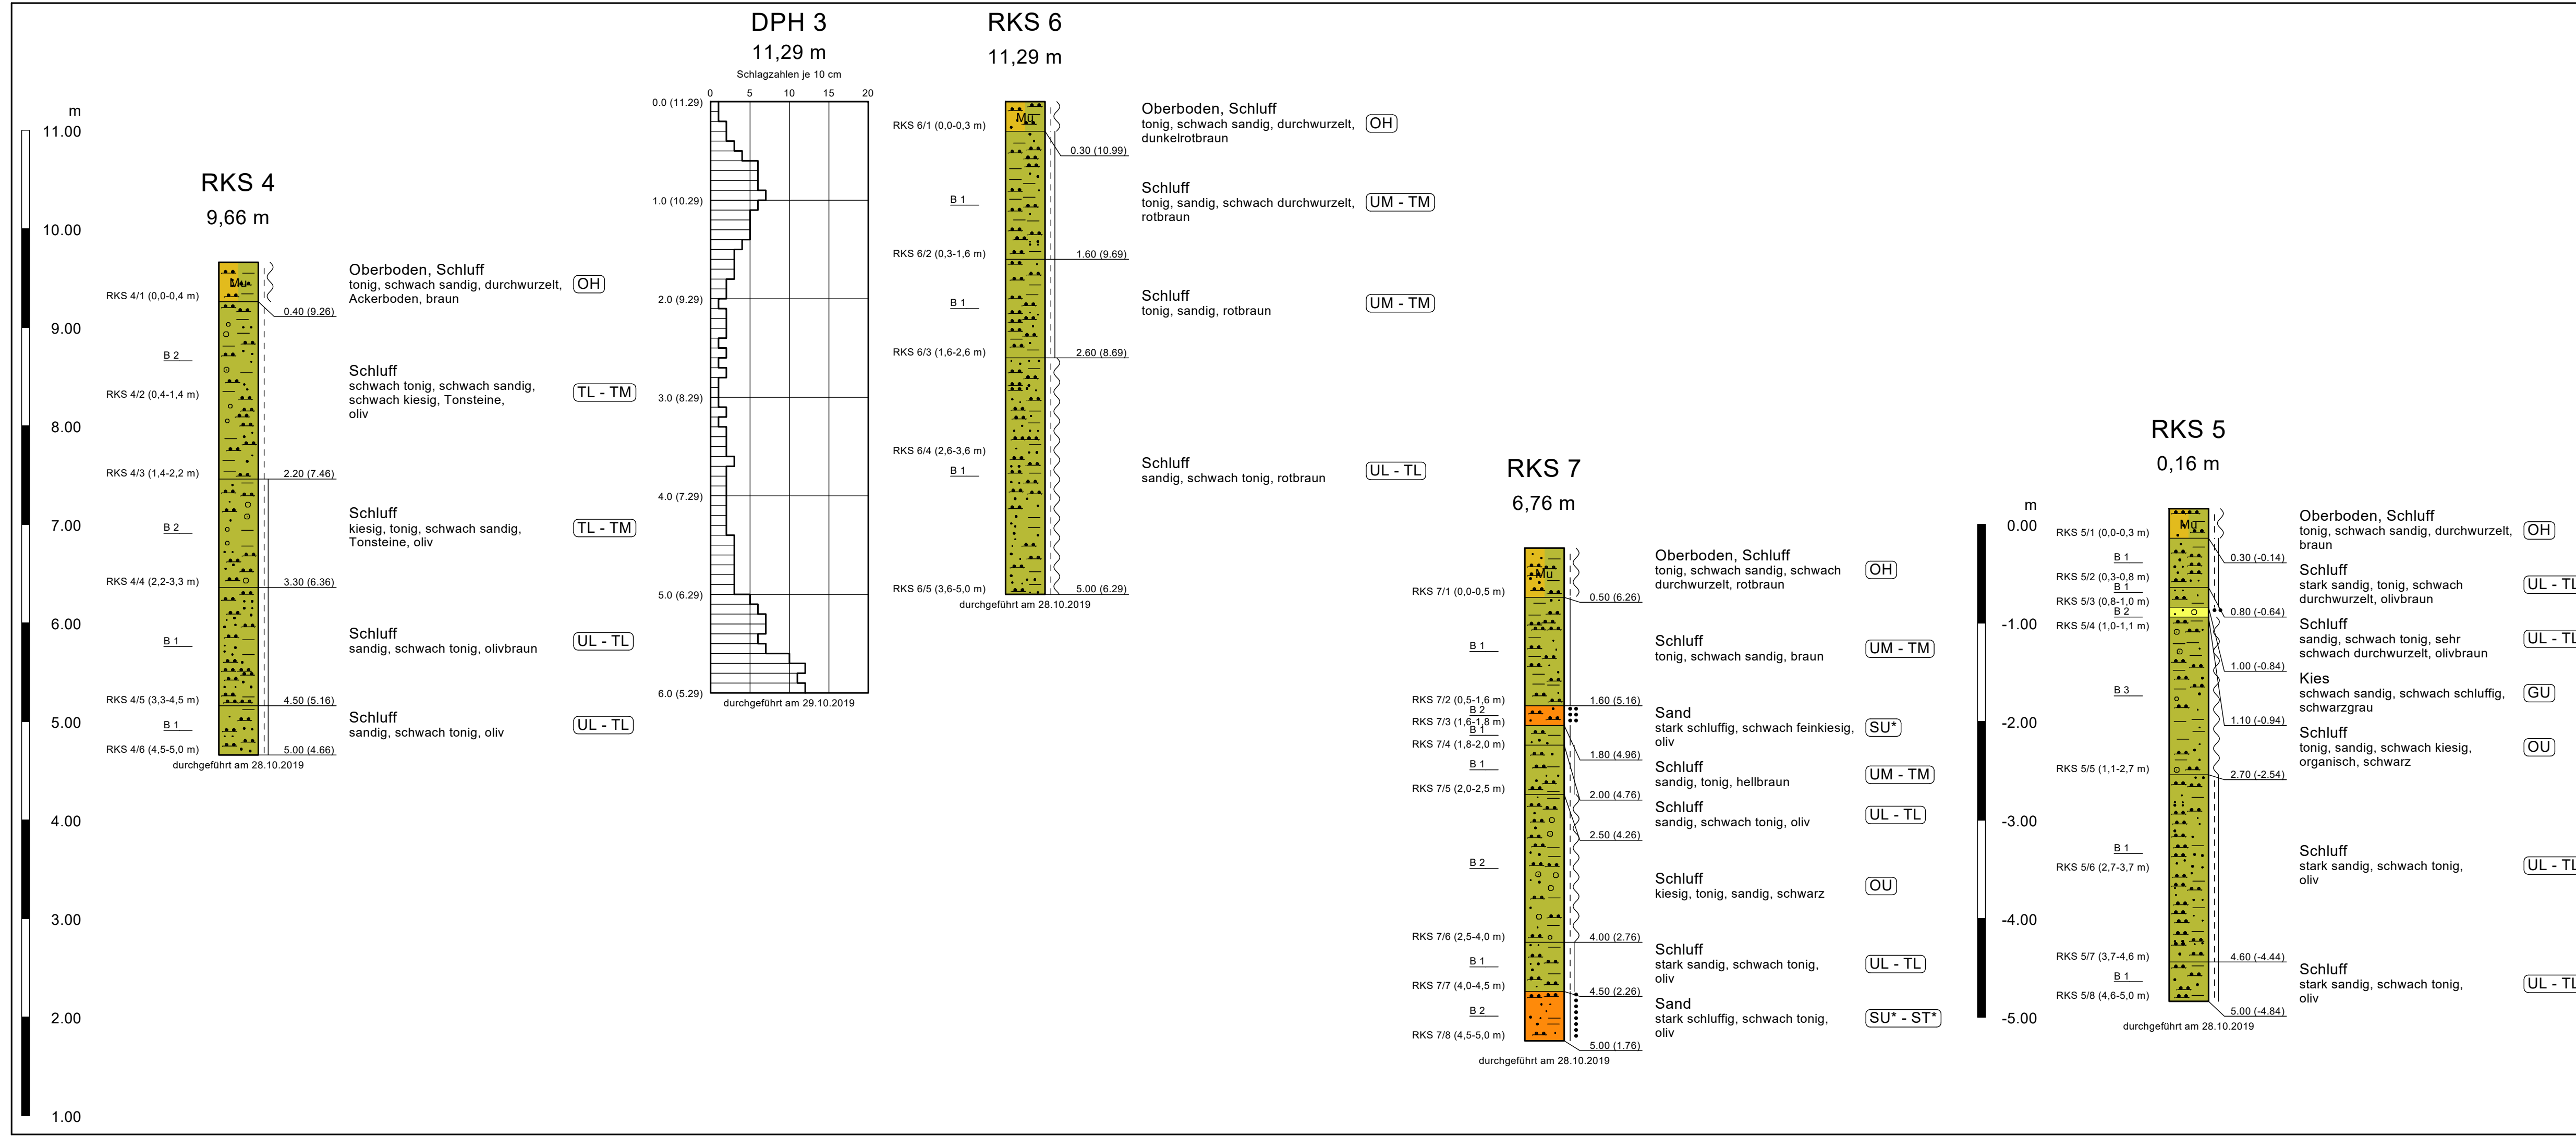 m
11.00
10.00
9.00
8.00
7.00
6.00
5.00
4.00
3.00
2.00
1.00
RKS 4
9,66 m
Mu
RKS 4/1 (0,0-0,4 m)
0.40 (9.26)
Oberboden, Schluff
tonig, schwach sandig, durchwurzelt,
Ackerboden, braun
OH
B 2
RKS 4/2 (0,4-1,4 m)
Schluff
schwach tonig, schwach sandig,
schwach kiesig, Tonsteine,
oliv
TL - TM
RKS 4/3 (1,4-2,2 m)
2.20 (7.46)
B 2
Schluff
kiesig, tonig, schwach sandig,
Tonsteine, oliv
TL - TM
RKS 4/4 (2,2-3,3 m)
3.30 (6.36)
B 1
Schluff
sandig, schwach tonig, olivbraun
UL - TL
RKS 4/5 (3,3-4,5 m)
4.50 (5.16)
B 1
Schluff
sandig, schwach tonig, oliv
UL - TL
RKS 4/6 (4,5-5,0 m)
5.00 (4.66)
durchgeführt am 28.10.2019
DPH 3
11,29 m
Schlagzahlen je 10 cm
0 5 10 15 20
0.0 (11.29)
1.0 (10.29)
2.0 (9.29)
3.0 (8.29)
4.0 (7.29)
5.0 (6.29)
6.0 (5.29)
durchgeführt am 29.10.2019
RKS 6
11,29 m
Mu
RKS 6/1 (0,0-0,3 m)
0.30 (10.99)
Oberboden, Schluff
tonig, schwach sandig, durchwurzelt,
dunkelrotbraun
OH
B 1
Schluff
tonig, sandig, schwach durchwurzelt,
rotbraun
UM - TM
RKS 6/2 (0,3-1,6 m)
1.60 (9.69)
B 1
Schluff
tonig, sandig, rotbraun
UM - TM
RKS 6/3 (1,6-2,6 m)
2.60 (8.69)
RKS 6/4 (2,6-3,6 m)
B 1
Schluff
sandig, schwach tonig, rotbraun
UL - TL
RKS 6/5 (3,6-5,0 m)
5.00 (6.29)
durchgeführt am 28.10.2019
RKS 7
6,76 m
Mu
RKS 7/1 (0,0-0,5 m)
0.50 (6.26)
Oberboden, Schluff
tonig, schwach sandig, schwach
durchwurzelt, rotbraun
OH
B 1
Schluff
tonig, schwach sandig, braun
UM - TM
RKS 7/2 (0,5-1,6 m)
1.60 (5.16)
B 2
RKS 7/3 (1,6-1,8 m)
Sand
stark schluffig, schwach feinkiesig,
oliv
SU*
B 1
RKS 7/4 (1,8-2,0 m)
1.80 (4.96)
Schluff
sandig, tonig, hellbraun
UM - TM
B 1
RKS 7/5 (2,0-2,5 m)
2.00 (4.76)
Schluff
sandig, schwach tonig, oliv
UL - TL
2.50 (4.26)
B 2
Schluff
kiesig, tonig, sandig, schwarz
OU
RKS 7/6 (2,5-4,0 m)
4.00 (2.76)
B 1
Schluff
stark sandig, schwach tonig,
oliv
UL - TL
RKS 7/7 (4,0-4,5 m)
4.50 (2.26)
B 2
Sand
stark schluffig, schwach tonig,
oliv
SU* - ST*
RKS 7/8 (4,5-5,0 m)
5.00 (1.76)
durchgeführt am 28.10.2019
m
0.00
-1.00
-2.00
-3.00
-4.00
-5.00
RKS 5
0,16 m
Mu
RKS 5/1 (0,0-0,3 m)
0.30 (-0.14)
Oberboden, Schluff
tonig, schwach sandig, durchwurzelt,
braun
OH
B 1
RKS 5/2 (0,3-0,8 m)
Schluff
stark sandig, tonig, schwach
durchwurzelt, olivbraun
UL - TL
B 1
RKS 5/3 (0,8-1,0 m)
0.80 (-0.64)
Schluff
sandig, schwach tonig, sehr
schwach durchwurzelt, olivbraun
UL - TL
B 2
RKS 5/4 (1,0-1,1 m)
1.00 (-0.84)
Kies
schwach sandig, schwach schluffig,
schwarzgrau
GU
B 3
1.10 (-0.94)
Schluff
tonig, sandig, schwach kiesig,
organisch, schwarz
OU
RKS 5/5 (1,1-2,7 m)
2.70 (-2.54)
B 1
RKS 5/6 (2,7-3,7 m)
Schluff
stark sandig, schwach tonig,
oliv
UL - TL
RKS 5/7 (3,7-4,6 m)
4.60 (-4.44)
B 1
Schluff
stark sandig, schwach tonig,
oliv
UL - TL
RKS 5/8 (4,6-5,0 m)
5.00 (-4.84)
durchgeführt am 28.10.2019